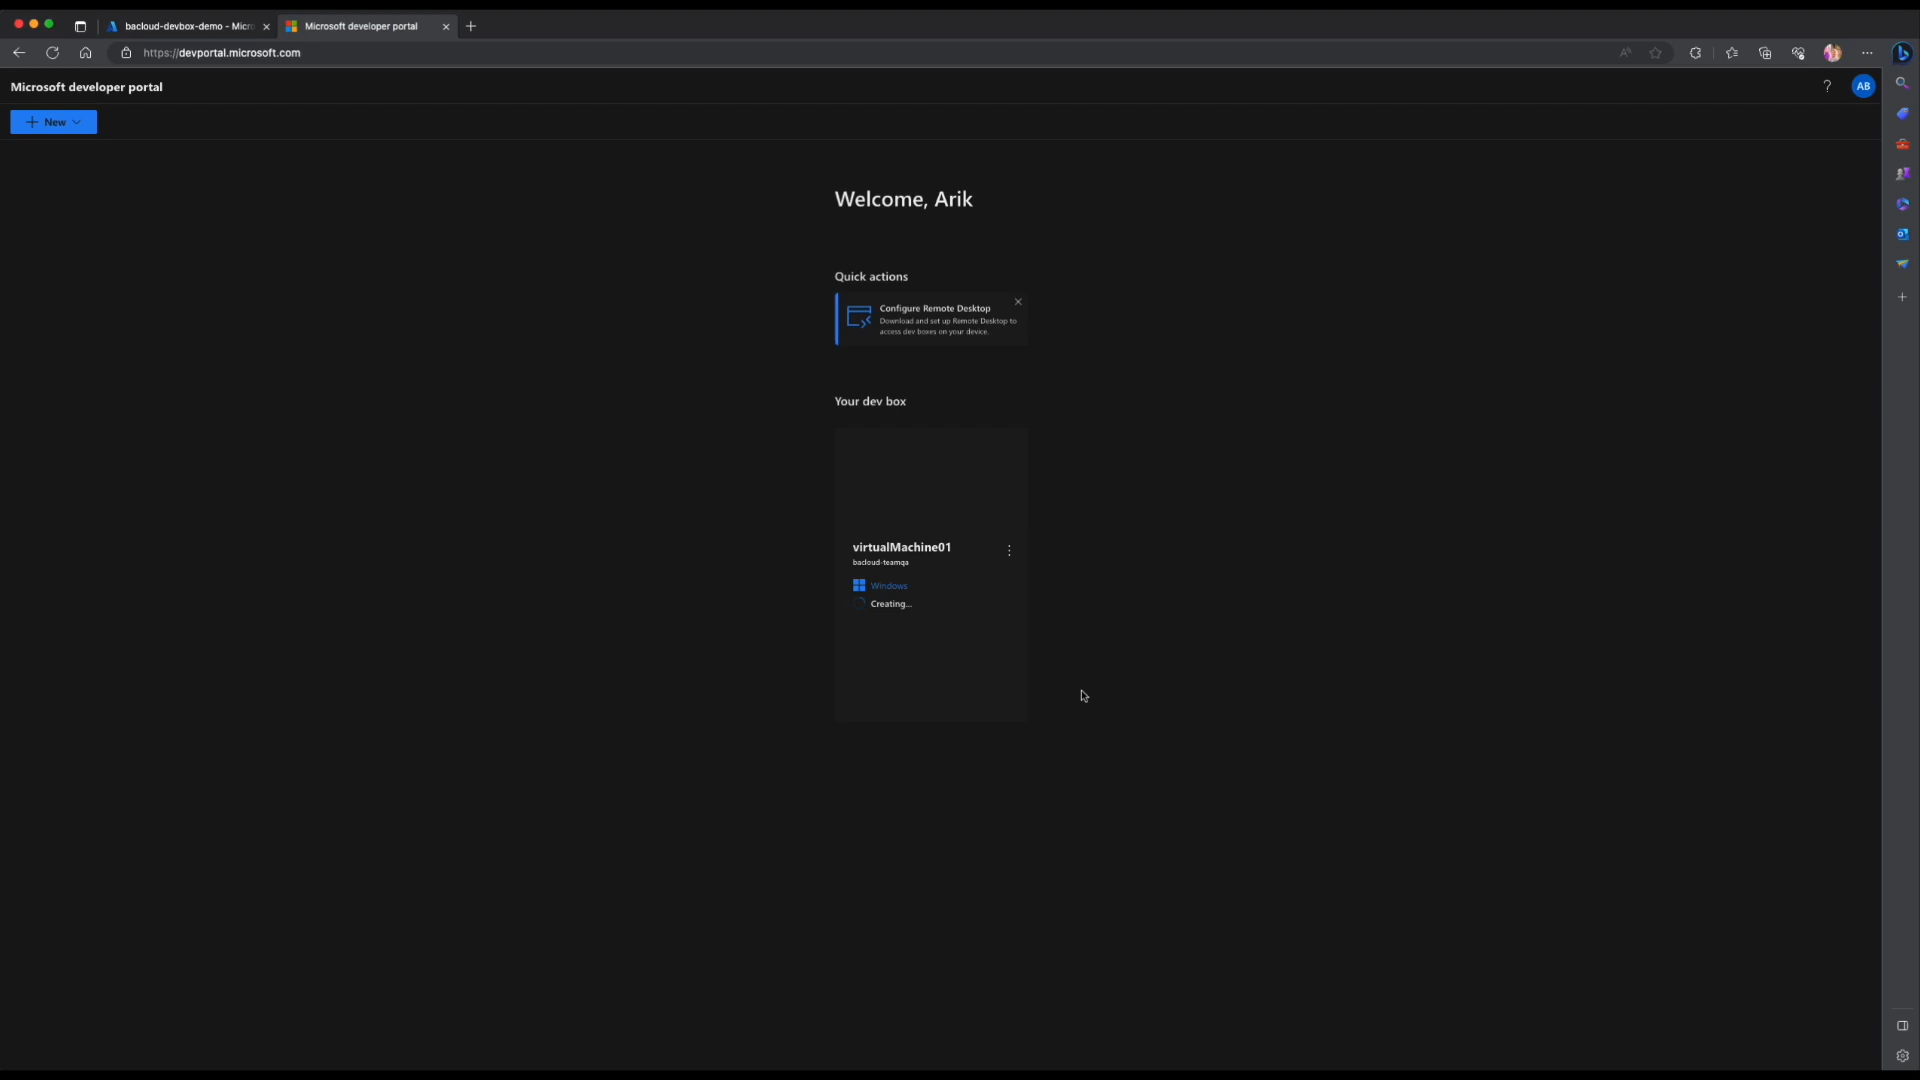 bacloud-devbox-demo - Micr
Microsoft developer portal
https://devportal.microsoft.com
Microsoft developer portal
?
AB
New
Welcome, Arik
Quick actions
Configure Remote Desktop
Download and set up Remote Desktop to
access dev boxes on your device.
Your dev box
virtualMachine01
bacloud-teamqa
Windows
Creating...